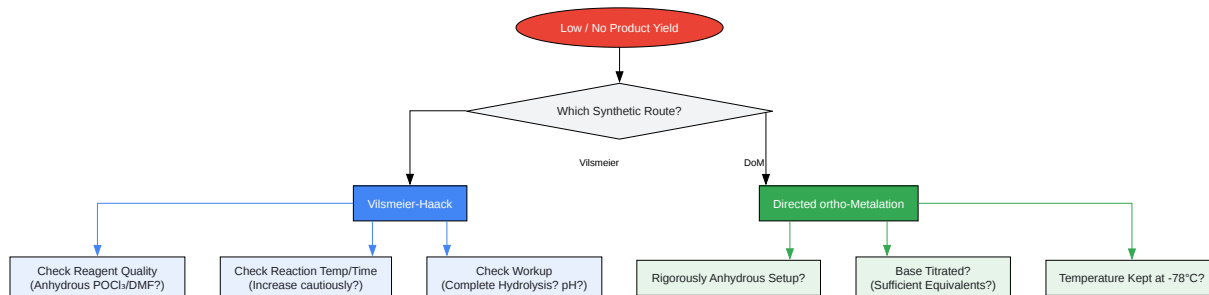 Low / No Product Yield
Which Synthetic Route?
Vilsmeier
DoM
Vilsmeier-Haack
Directed ortho-Metalation
Check Reagent Quality
(Anhydrous POCl₃/DMF?)
Check Reaction Temp/Time
(Increase cautiously?)
Check Workup
(Complete Hydrolysis? pH?)
Rigorously Anhydrous Setup?
Base Titrated?
(Sufficient Equivalents?)
Temperature Kept at -78°C?